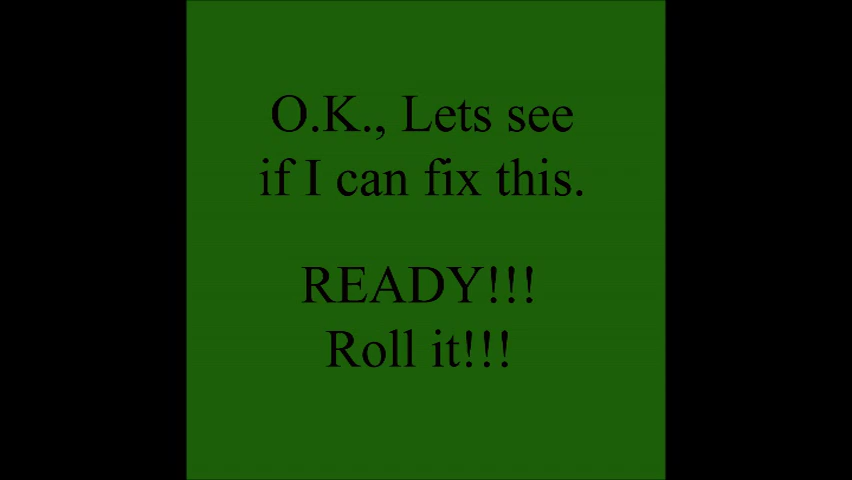 O.K., Lets see
if I can fix this.
READY!!!
Roll it!!!